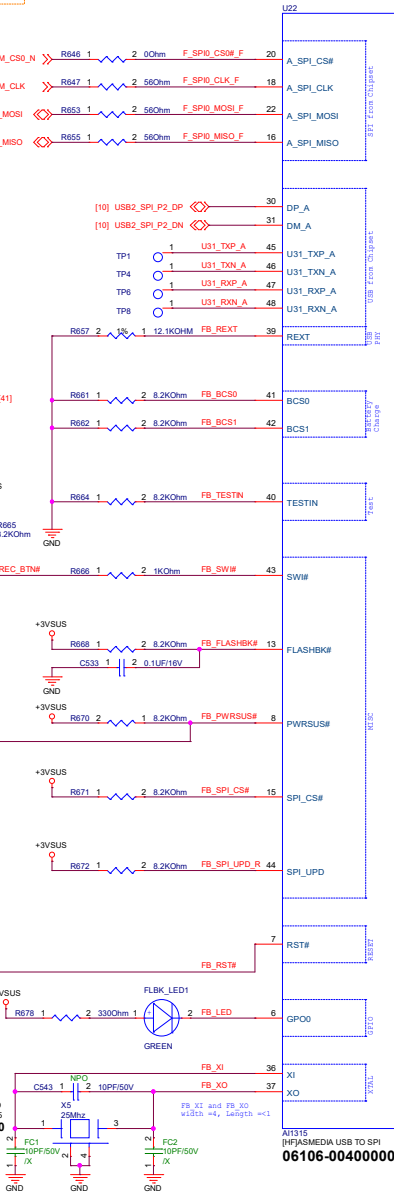 U22
M_CS0_N R646 1 2 0Ohm F_SPI0_CS0#_F 20 A_SPI_CS#
M_CLK R647 1 2 56Ohm F_SPI0_CLK_F 18 A_SPI_CLK
_MOSI R653 1 2 56Ohm F_SPI0_MOSI_F 22 A_SPI_MOSI
_MISO R655 1 2 56Ohm F_SPI0_MISO_F 16 A_SPI_MISO
SPI from Chipset
[10] USB2_SPI_P2_DP 30 DP_A
[10] USB2_SPI_P2_DN 31 DM_A
TP1 1 U31_TXP_A 45 U31_TXP_A
TP4 1 U31_TXN_A 46 U31_TXN_A
TP6 1 U31_RXP_A 47 U31_RXP_A
TP8 1 U31_RXN_A 48 U31_RXN_A
USB from Chipset
R657 2 1% 1 12.1KOHM FB_REXT 39 REXT
USB
PHY
41]
R661 1 2 8.2KOhm FB_BCS0 41 BCS0
R662 1 2 8.2KOhm FB_BCS1 42 BCS1
Battery
Charge
R664 1 2 8.2KOhm FB_TESTIN 40 TESTIN
Test
R665
8.2KOhm
GND
REC_BTN# R666 1 2 1KOhm FB_SWI# 43 SWI#
+3VSUS
R668 1 2 8.2KOhm FB_FLASHBK# 13 FLASHBK#
C533 1 2 0.1UF/16V
GND
+3VSUS
R670 2 1 8.2KOhm FB_PWRSUS# 8 PWRSUS#
MISC
+3VSUS
R671 1 2 8.2KOhm FB_SPI_CS# 15 SPI_CS#
+3VSUS
R672 1 2 8.2KOhm FB_SPI_UPD_R 44 SPI_UPD
FB_RST# 7 RST#
RESET
VSUS
FLBK_LED1
R678 1 2 330Ohm 1 + 2 FB_LED 6 GPO0
GREEN
GPIO
FB_XI 36 XI
NPO
C543 1 2 10PF/50V FB_XO 37 XO
XTAL
X5
25Mhz
1 3
2 4
FB_XI and FB_XO
width =4, Length =<1
2 FC1
10PF/50V
1 /X
2 FC2
10PF/50V
1 /X
GND GND GND
AI1315
[HF]ASMEDIA USB TO SPI
06106-00400000